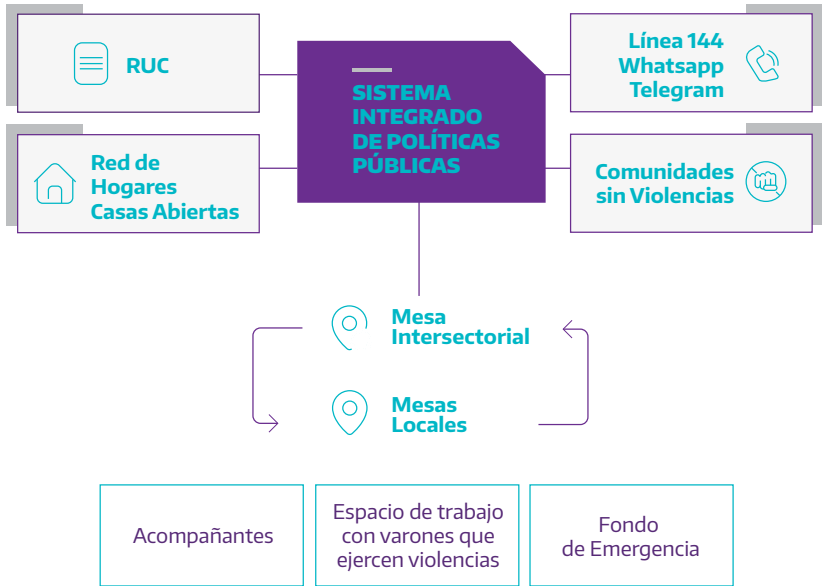 RUC
SISTEMA
INTEGRADO
DE POLÍTICAS
PÚBLICAS
Línea 144
Whatsapp
Telegram
Red de
Hogares
Casas Abiertas
Comunidades
sin Violencias
Mesa
Intersectorial
Mesas
Locales
Acompañantes
Espacio de trabajo
con varones que
ejercen violencias
Fondo
de Emergencia